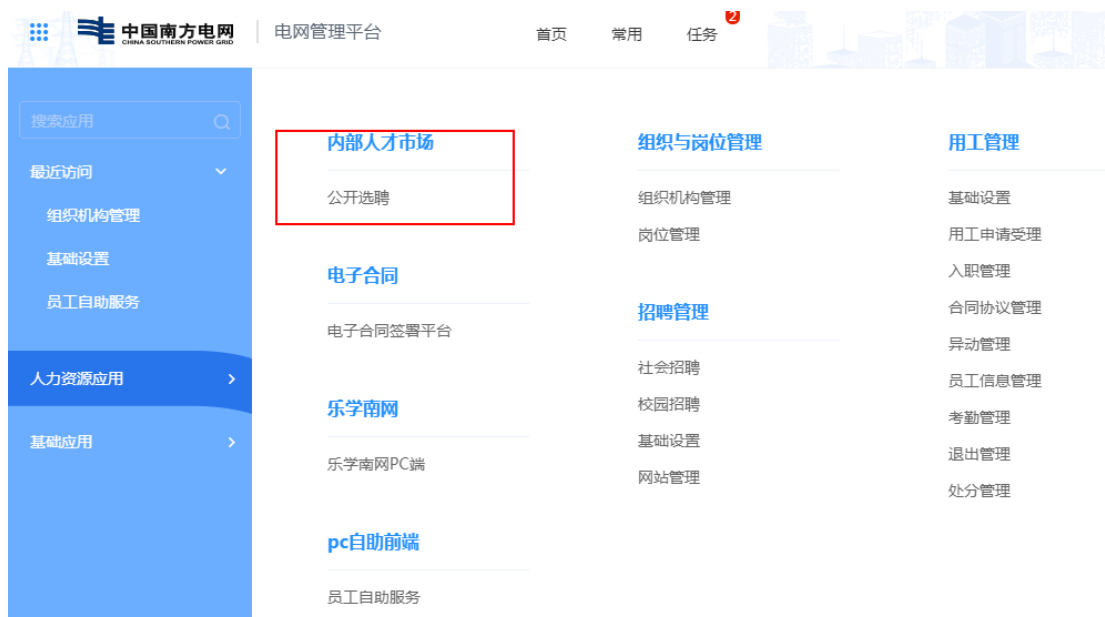 中国南方电网
CHINA SOUTHERN POWER GRID
电网管理平台
首页
常用
任务
2
搜索应用
最近访问
组织机构管理
基础设置
员工自助服务
人力资源应用
基础应用
内部人才市场
公开选聘
电子合同
电子合同签署平台
乐学南网
乐学南网PC端
pc自助前端
员工自助服务
组织与岗位管理
组织机构管理
岗位管理
招聘管理
社会招聘
校园招聘
基础设置
网站管理
用工管理
基础设置
用工申请受理
入职管理
合同协议管理
异动管理
员工信息管理
考勤管理
退出管理
处分管理